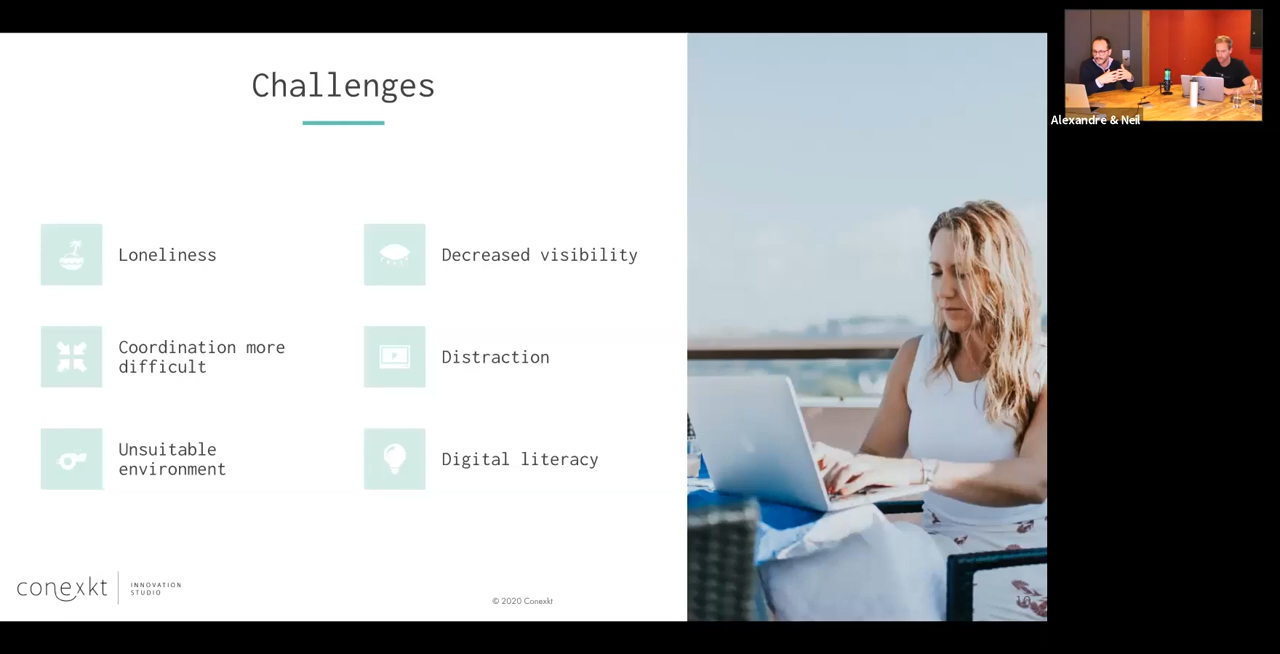 Challenges
Loneliness
Decreased visibility
Coordination more
difficult
Distraction
Unsuitable
environment
Digital literacy
conexkt
INNOVATION
STUDIO
© 2020 Conexkt
Alexandre & Neil